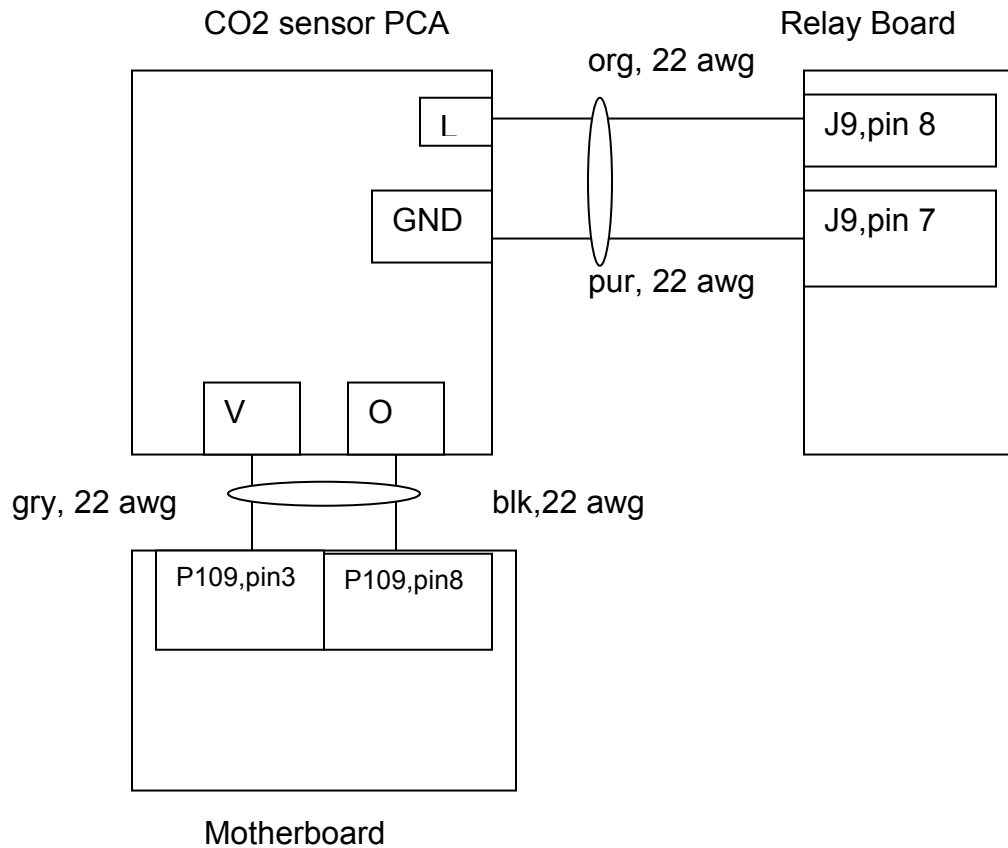 CO2 sensor PCA
Relay Board
org, 22 awg
L
J9,pin 8
GND
J9,pin 7
pur, 22 awg
V
O
gry, 22 awg
blk,22 awg
P109,pin3
P109,pin8
Motherboard